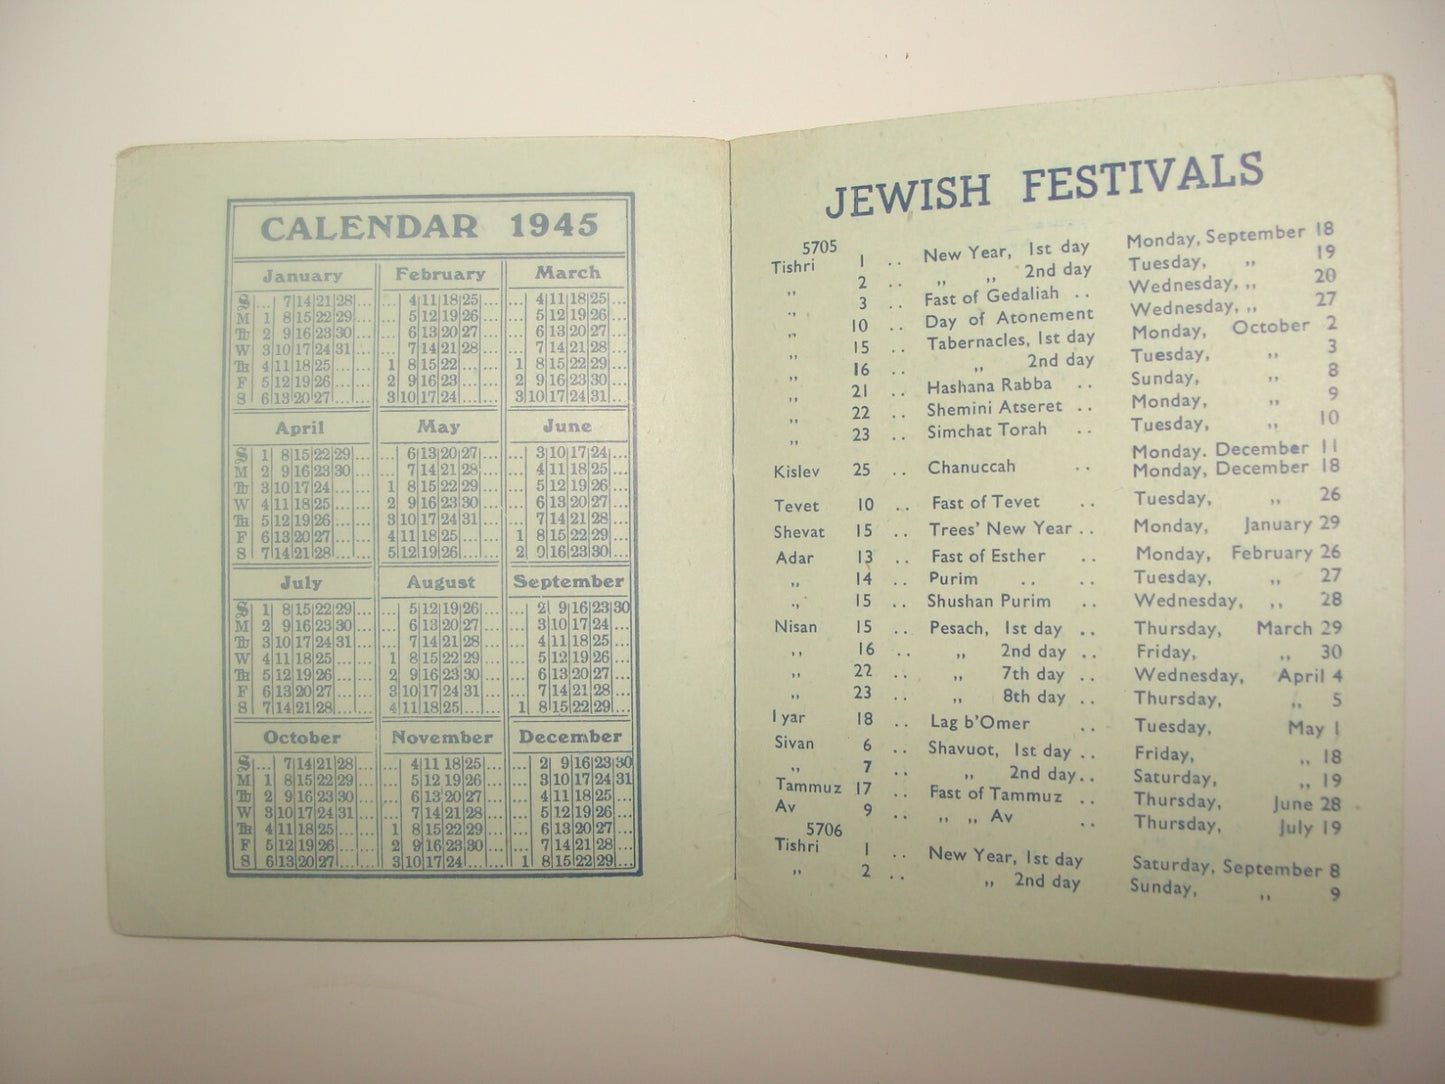 CALENDAR 1945
January
S ... 7 14 21 28 ...
M 1 8 15 22 29 ...
Tu 2 9 16 23 30 ...
W 3 10 17 24 31 ...
Th 4 11 18 25 ... ...
F 5 12 19 26 ... ...
S 6 13 20 27 ... ...
February
... 4 11 18 25 ...
... 5 12 19 26 ...
... 6 13 20 27 ...
... 7 14 21 28 ...
1 8 15 22 ... ...
2 9 16 23 ... ...
3 10 17 24 ... ...
March
... 4 11 18 25 ...
... 5 12 19 26 ...
... 6 13 20 27 ...
... 7 14 21 28 ...
1 8 15 22 29 ...
2 9 16 23 30 ...
3 10 17 24 31 ...
April
S 1 8 15 22 29 ...
M 2 9 16 23 30 ...
Tu 3 10 17 24 ... ...
W 4 11 18 25 ... ...
Th 5 12 19 26 ... ...
F 6 13 20 27 ... ...
S 7 14 21 28 ... ...
May
... 6 13 20 27 ...
... 7 14 21 28 ...
1 8 15 22 29 ...
2 9 16 23 30 ...
3 10 17 24 31 ...
4 11 18 25 ... ...
5 12 19 26 ... ...
June
... 3 10 17 24 ...
... 4 11 18 25 ...
... 5 12 19 26 ...
... 6 13 20 27 ...
... 7 14 21 28 ...
1 8 15 22 29 ...
2 9 16 23 30 ...
July
S 1 8 15 22 29 ...
M 2 9 16 23 30 ...
Tu 3 10 17 24 31 ...
W 4 11 18 25 ... ...
Th 5 12 19 26 ... ...
F 6 13 20 27 ... ...
S 7 14 21 28 ... ...
August
... 5 12 19 26 ...
... 6 13 20 27 ...
... 7 14 21 28 ...
1 8 15 22 29 ...
2 9 16 23 30 ...
3 10 17 24 31 ...
4 11 18 25 ... ...
September
... 2 9 16 23 30
... 3 10 17 24 ...
... 4 11 18 25 ...
... 5 12 19 26 ...
... 6 13 20 27 ...
... 7 14 21 28 ...
1 8 15 22 29 ...
October
S ... 7 14 21 28 ...
M 1 8 15 22 29 ...
Tu 2 9 16 23 30 ...
W 3 10 17 24 31 ...
Th 4 11 18 25 ... ...
F 5 12 19 26 ... ...
S 6 13 20 27 ... ...
November
... 4 11 18 25 ...
... 5 12 19 26 ...
... 6 13 20 27 ...
... 7 14 21 28 ...
1 8 15 22 29 ...
2 9 16 23 30 ...
3 10 17 24 ... ...
December
... 2 9 16 23 30
... 3 10 17 24 31
... 4 11 18 25 ...
... 5 12 19 26 ...
... 6 13 20 27 ...
... 7 14 21 28 ...
1 8 15 22 29 ...
JEWISH FESTIVALS
5705
Tishri 1 .. New Year, 1st day Monday, September 18
,, 2 .. ,, ,, 2nd day Tuesday, ,, 19
,, 3 .. Fast of Gedaliah .. Wednesday, ,, 20
,, 10 .. Day of Atonement Wednesday, ,, 27
,, 15 .. Tabernacles, 1st day Monday, October 2
,, 16 .. ,, 2nd day Tuesday, ,, 3
,, 21 .. Hashana Rabba .. Sunday, ,, 8
,, 22 .. Shemini Atseret .. Monday, ,, 9
,, 23 .. Simchat Torah .. Tuesday, ,, 10
Kislev 25 .. Chanuccah .. Monday. December 11
Monday, December 18
Tevet 10 .. Fast of Tevet .. Tuesday, ,, 26
Shevat 15 .. Trees' New Year .. Monday, January 29
Adar 13 .. Fast of Esther .. Monday, February 26
,, 14 .. Purim .. .. Tuesday, ,, 27
,, 15 .. Shushan Purim .. Wednesday, ,, 28
Nisan 15 .. Pesach, 1st day .. Thursday, March 29
,, 16 .. ,, 2nd day .. Friday, ,, 30
,, 22 .. ,, 7th day .. Wednesday, April 4
,, 23 .. ,, 8th day .. Thursday, ,, 5
Iyar 18 .. Lag b'Omer .. Tuesday, May 1
Sivan 6 .. Shavuot, 1st day .. Friday, ,, 18
,, 7 .. ,, 2nd day .. Saturday, ,, 19
Tammuz 17 .. Fast of Tammuz .. Thursday, June 28
Av 9 .. ,, ,, Av .. Thursday, July 19
5706
Tishri 1 .. New Year, 1st day Saturday, September 8
,, 2 .. ,, 2nd day Sunday, ,, 9